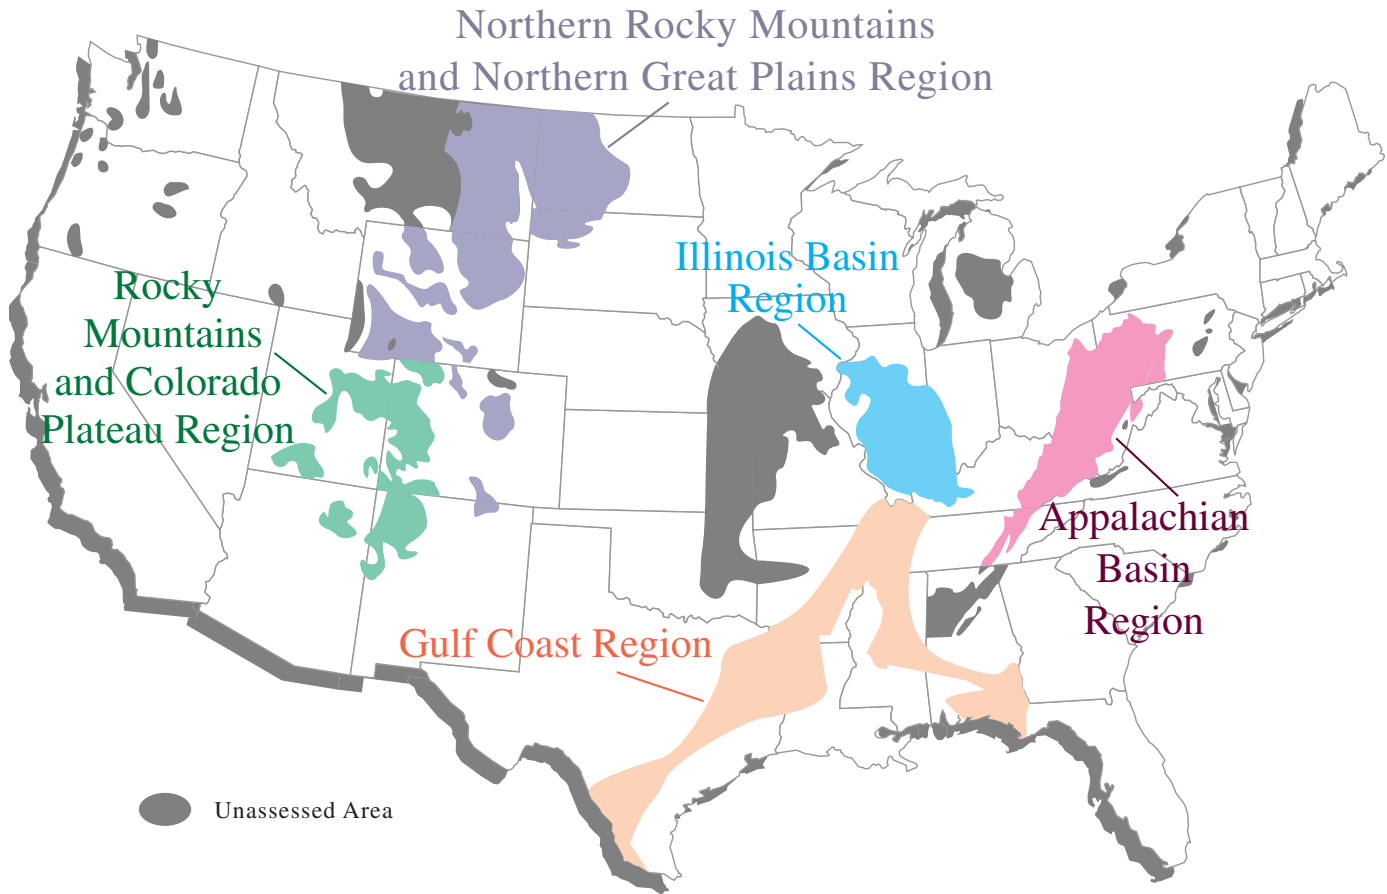 Northern Rocky Mountains
and Northern Great Plains Region
Illinois Basin
Region
Rocky
Mountains
and Colorado
Plateau Region
Appalachian
Basin
Region
Gulf Coast Region
Unassessed Area